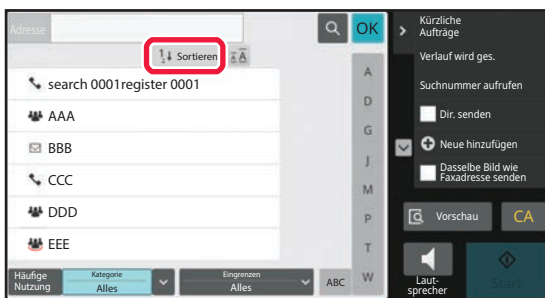 Adresse
OK
Sortieren
search 0001register 0001
AAA
BBB
CCC
DDD
EEE
A
D
G
J
M
P
T
W
Häufige
Nutzung
Kategorie
Alles
Eingrenzen
Alles
ABC
Kürzliche
Aufträge
Verlauf wird ges.
Suchnummer aufrufen
Dir. senden
Neue hinzufügen
Dasselbe Bild wie
Faxadresse senden
Vorschau
CA
Laut-
sprecher
Start